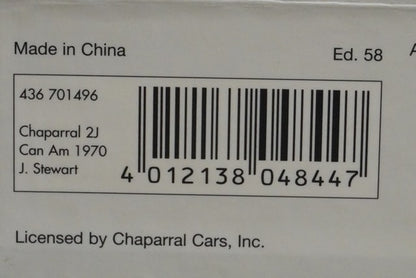 Made in China
Ed. 58
436 701496
Chaparral 2J
Can Am 1970
J. Stewart
4 012138 048447
Licensed by Chaparral Cars, Inc.